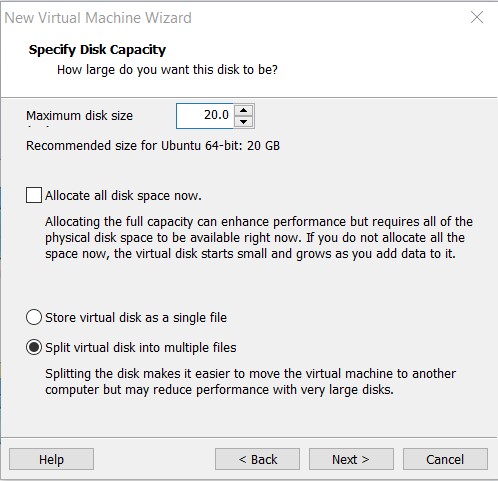 New Virtual Machine Wizard
Specify Disk Capacity
How large do you want this disk to be?
Maximum disk size
20.0
Recommended size for Ubuntu 64-bit: 20 GB
Allocate all disk space now.
Allocating the full capacity can enhance performance but requires all of the
physical disk space to be available right now. If you do not allocate all the
space now, the virtual disk starts small and grows as you add data to it.
Store virtual disk as a single file
Split virtual disk into multiple files
Splitting the disk makes it easier to move the virtual machine to another
computer but may reduce performance with very large disks.
Help
< Back
Next >
Cancel